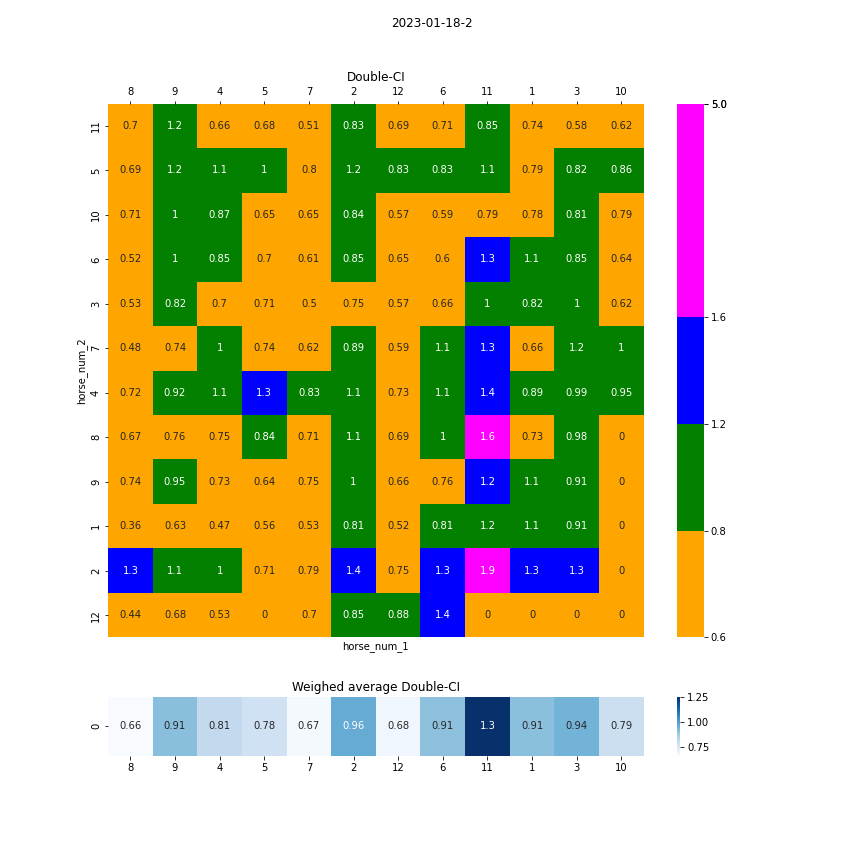 2023-01-18-2
Double-CI
8 9 4 5 7 2 12 6 11 1 3 10
11 0.7 1.2 0.66 0.68 0.51 0.83 0.69 0.71 0.85 0.74 0.58 0.62
5 0.69 1.2 1.1 1 0.8 1.2 0.83 0.83 1.1 0.79 0.82 0.86
10 0.71 1 0.87 0.65 0.65 0.84 0.57 0.59 0.79 0.78 0.81 0.79
6 0.52 1 0.85 0.7 0.61 0.85 0.65 0.6 1.3 1.1 0.85 0.64
3 0.53 0.82 0.7 0.71 0.5 0.75 0.57 0.66 1 0.82 1 0.62
7 0.48 0.74 1 0.74 0.62 0.89 0.59 1.1 1.3 0.66 1.2 1
4 0.72 0.92 1.1 1.3 0.83 1.1 0.73 1.1 1.4 0.89 0.99 0.95
8 0.67 0.76 0.75 0.84 0.71 1.1 0.69 1 1.6 0.73 0.98 0
9 0.74 0.95 0.73 0.64 0.75 1 0.66 0.76 1.2 1.1 0.91 0
1 0.36 0.63 0.47 0.56 0.53 0.81 0.52 0.81 1.2 1.1 0.91 0
2 1.3 1.1 1 0.71 0.79 1.4 0.75 1.3 1.9 1.3 1.3 0
12 0.44 0.68 0.53 0 0.7 0.85 0.88 1.4 0 0 0 0
horse_num_2
horse_num_1
5.0
1.6
1.2
0.8
0.6
Weighed average Double-CI
0 0.66 0.91 0.81 0.78 0.67 0.96 0.68 0.91 1.3 0.91 0.94 0.79
8 9 4 5 7 2 12 6 11 1 3 10
1.25
1.00
0.75